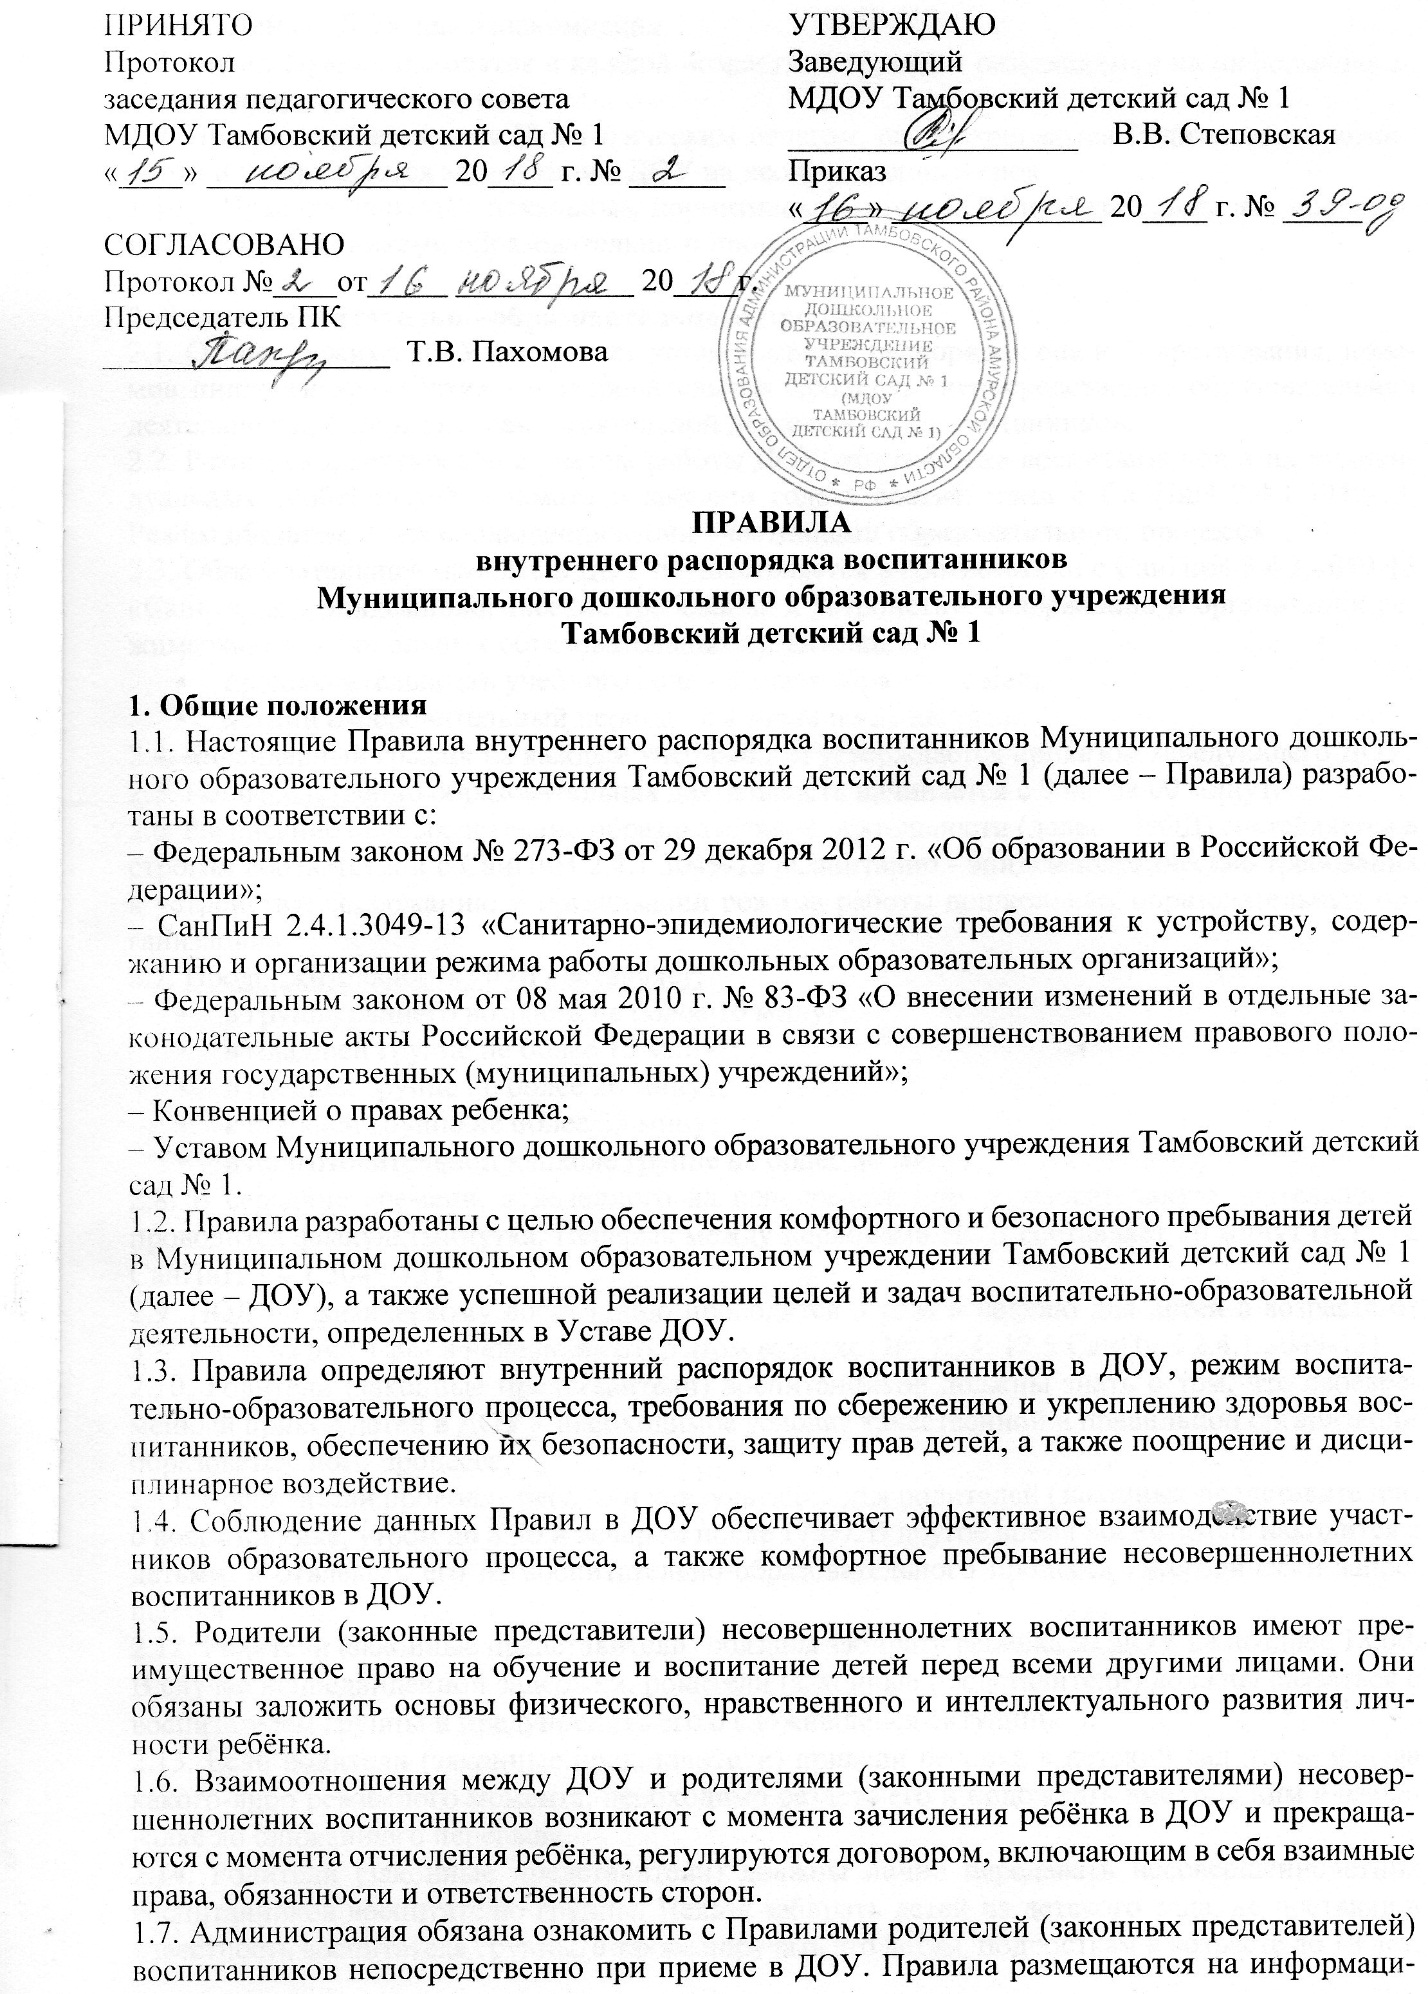 ПРИНЯТО
Протокол
заседания педагогического совета
МДОУ Тамбовский детский сад № 1
«15» ноября 2018 г. № 2
СОГЛАСОВАНО
Протокол № 2 от 16 ноября 2018 г.
Председатель ПК
Т.В. Пахомова
УТВЕРЖДАЮ
Заведующий
МДОУ Тамбовский детский сад № 1
В.В. Степовская
Приказ
«16» ноября 2018 г. № 39-од
ОТДЕЛ ОБРАЗОВАНИЯ АДМИНИСТРАЦИИ ТАМБОВСКОГО РАЙОНА АМУРСКОЙ ОБЛАСТИ * РФ *
МУНИЦИПАЛЬНОЕ
ДОШКОЛЬНОЕ
ОБРАЗОВАТЕЛЬНОЕ
УЧРЕЖДЕНИЕ
ТАМБОВСКИЙ
ДЕТСКИЙ САД № 1
(МДОУ
ТАМБОВСКИЙ
ДЕТСКИЙ САД № 1)
ПРАВИЛА
внутреннего распорядка воспитанников
Муниципального дошкольного образовательного учреждения
Тамбовский детский сад № 1
1. Общие положения
1.1. Настоящие Правила внутреннего распорядка воспитанников Муниципального дошколь-
ного образовательного учреждения Тамбовский детский сад № 1 (далее – Правила) разрабо-
таны в соответствии с:
– Федеральным законом № 273-ФЗ от 29 декабря 2012 г. «Об образовании в Российской Фе-
дерации»;
– СанПиН 2.4.1.3049-13 «Санитарно-эпидемиологические требования к устройству, содер-
жанию и организации режима работы дошкольных образовательных организаций»;
– Федеральным законом от 08 мая 2010 г. № 83-ФЗ «О внесении изменений в отдельные за-
конодательные акты Российской Федерации в связи с совершенствованием правового поло-
жения государственных (муниципальных) учреждений»;
– Конвенцией о правах ребенка;
– Уставом Муниципального дошкольного образовательного учреждения Тамбовский детский
сад № 1.
1.2. Правила разработаны с целью обеспечения комфортного и безопасного пребывания детей
в Муниципальном дошкольном образовательном учреждении Тамбовский детский сад № 1
(далее – ДОУ), а также успешной реализации целей и задач воспитательно-образовательной
деятельности, определенных в Уставе ДОУ.
1.3. Правила определяют внутренний распорядок воспитанников в ДОУ, режим воспита-
тельно-образовательного процесса, требования по сбережению и укреплению здоровья вос-
питанников, обеспечению их безопасности, защиту прав детей, а также поощрение и дисци-
плинарное воздействие.
1.4. Соблюдение данных Правил в ДОУ обеспечивает эффективное взаимодействие участ-
ников образовательного процесса, а также комфортное пребывание несовершеннолетних
воспитанников в ДОУ.
1.5. Родители (законные представители) несовершеннолетних воспитанников имеют пре-
имущественное право на обучение и воспитание детей перед всеми другими лицами. Они
обязаны заложить основы физического, нравственного и интеллектуального развития лич-
ности ребёнка.
1.6. Взаимоотношения между ДОУ и родителями (законными представителями) несовер-
шеннолетних воспитанников возникают с момента зачисления ребёнка в ДОУ и прекраща-
ются с момента отчисления ребёнка, регулируются договором, включающим в себя взаимные
права, обязанности и ответственность сторон.
1.7. Администрация обязана ознакомить с Правилами родителей (законных представителей)
воспитанников непосредственно при приеме в ДОУ. Правила размещаются на информаци-